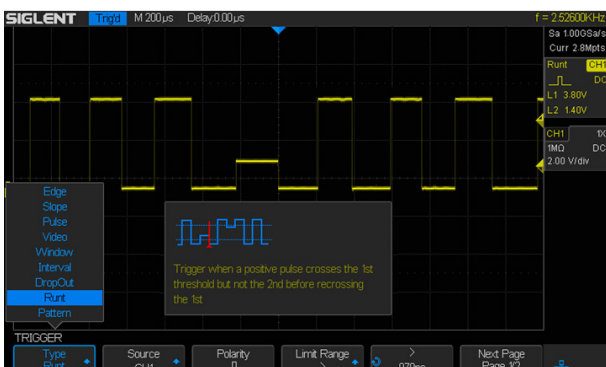 SIGLENT Trig'd M 200µs Delay:0.00µs f = 2.52600KHz
Sa 1.00GSa/s
Curr 2.8Mpts
Runt CH1
DC
L1 3.80V
L2 1.40V
CH1 1X
1MΩ DC
2.00 V/div
Edge
Slope
Pulse
Video
Window
Interval
DropOut
Runt
Pattern
Trigger when a positive pulse crosses the 1st
threshold but not the 2nd before recrossing
the 1st
TRIGGER
Type Source Polarity Limit Range > Next Page
Runt CH1 > Page 1/2